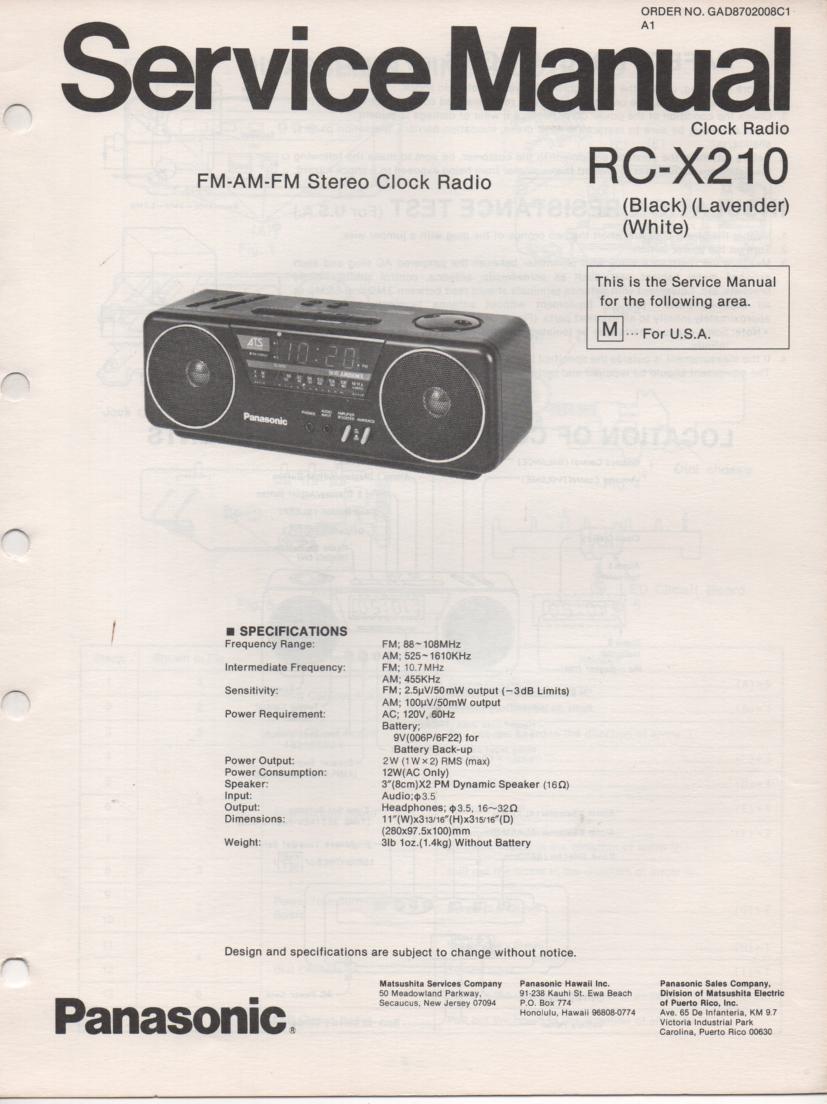 ORDER NO. GAD8702008C1
A1
Service Manual
Clock Radio
RC-X210
FM-AM-FM Stereo Clock Radio
(Black) (Lavender)
(White)
This is the Service Manual
for the following area.
M ... For U.S.A.
ATS
10:20
Panasonic
PHONES
AUDIO INPUT
AMBIENCE
■ SPECIFICATIONS
Frequency Range: FM; 88~108MHz
AM; 525~1610KHz
Intermediate Frequency: FM; 10.7MHz
AM; 455KHz
Sensitivity: FM; 2.5µV/50mW output (−3dB Limits)
AM; 100µV/50mW output
Power Requirement: AC; 120V, 60Hz
Battery;
9V(006P/6F22) for
Battery Back-up
Power Output: 2W (1W×2) RMS (max)
Power Consumption: 12W(AC Only)
Speaker: 3″(8cm)X2 PM Dynamic Speaker (16Ω)
Input: Audio;φ3.5
Output: Headphones; φ3.5, 16~32Ω
Dimensions: 11″(W)x313/16″(H)x315/16″(D)
(280x97.5x100)mm
Weight: 3lb 1oz.(1.4kg) Without Battery
Design and specifications are subject to change without notice.
Panasonic®
Matsushita Services Company
50 Meadowland Parkway,
Secaucus, New Jersey 07094
Panasonic Hawaii Inc.
91-238 Kauhi St. Ewa Beach
P.O. Box 774
Honolulu, Hawaii 96808-0774
Panasonic Sales Company,
Division of Matsushita Electric
of Puerto Rico, Inc.
Ave. 65 De Infanteria, KM 9.7
Victoria Industrial Park
Carolina, Puerto Rico 00630